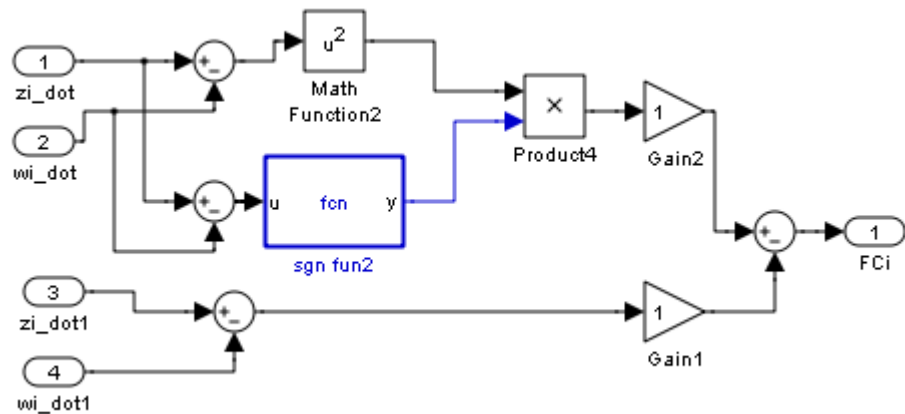 1
zi_dot
2
wi_dot
+
−
u²
Math
Function2
×
Product4
1
Gain2
+
−
u fcn y
sgn fun2
+
−
1
FCi
3
zi_dot1
+
−
1
Gain1
4
wi_dot1